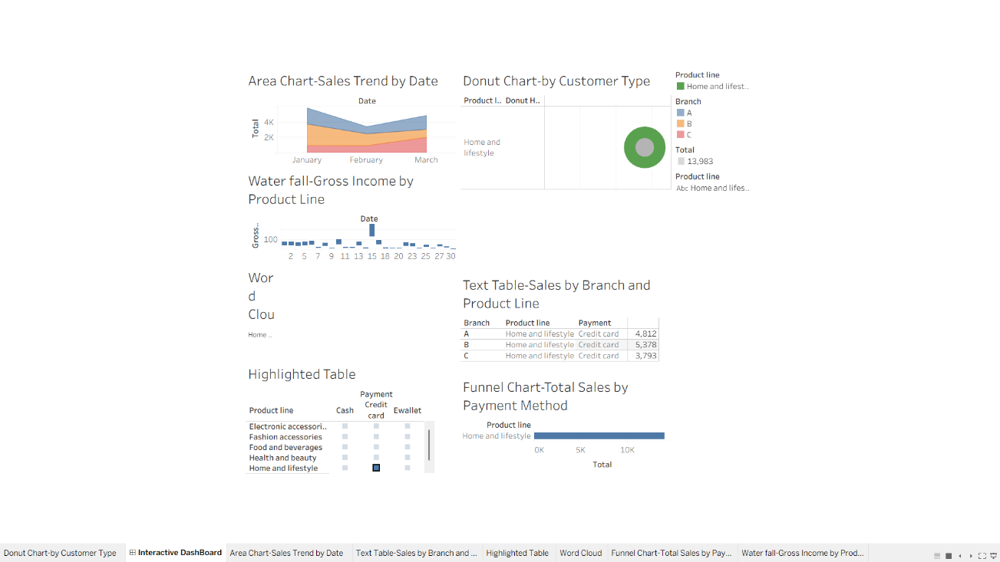 Area Chart-Sales Trend by Date
Date
Total
4K
2K
January February March
Water fall-Gross Income by
Product Line
Date
Gross..
100
2 5 7 9 11 13 15 18 20 23 25 27 30
Wor
d
Clou
Home ..
Highlighted Table
Payment
Product line Cash Credit card Ewallet
Electronic accessori..
Fashion accessories
Food and beverages
Health and beauty
Home and lifestyle
Donut Chart-by Customer Type
Product l.. Donut H..
Home and
lifestyle
Text Table-Sales by Branch and
Product Line
Branch Product line Payment
A Home and lifestyle Credit card 4,812
B Home and lifestyle Credit card 5,378
C Home and lifestyle Credit card 3,793
Funnel Chart-Total Sales by
Payment Method
Product line
Home and lifestyle
0K 5K 10K
Total
Product line
Home and lifest..
Branch
A
B
C
Total
13,983
Product line
Abc Home and lifes..
Donut Chart-by Customer Type Interactive DashBoard Area Chart-Sales Trend by Date Text Table-Sales by Branch and ... Highlighted Table Word Cloud Funnel Chart-Total Sales by Pay... Water fall-Gross Income by Prod...